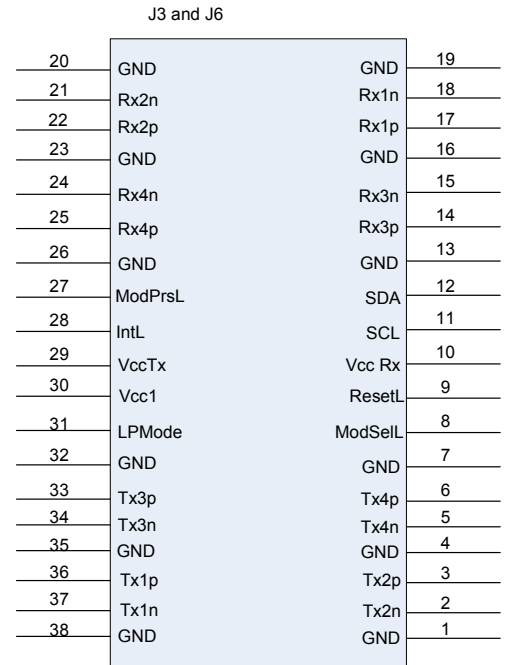 J3 and J6
20 GND GND 19
21 Rx2n Rx1n 18
22 Rx2p Rx1p 17
23 GND GND 16
24 Rx4n Rx3n 15
25 Rx4p Rx3p 14
26 GND GND 13
27 ModPrsL SDA 12
28 IntL SCL 11
29 VccTx Vcc Rx 10
30 Vcc1 ResetL 9
31 LPMode ModSelL 8
32 GND GND 7
33 Tx3p Tx4p 6
34 Tx3n Tx4n 5
35 GND GND 4
36 Tx1p Tx2p 3
37 Tx1n Tx2n 2
38 GND GND 1